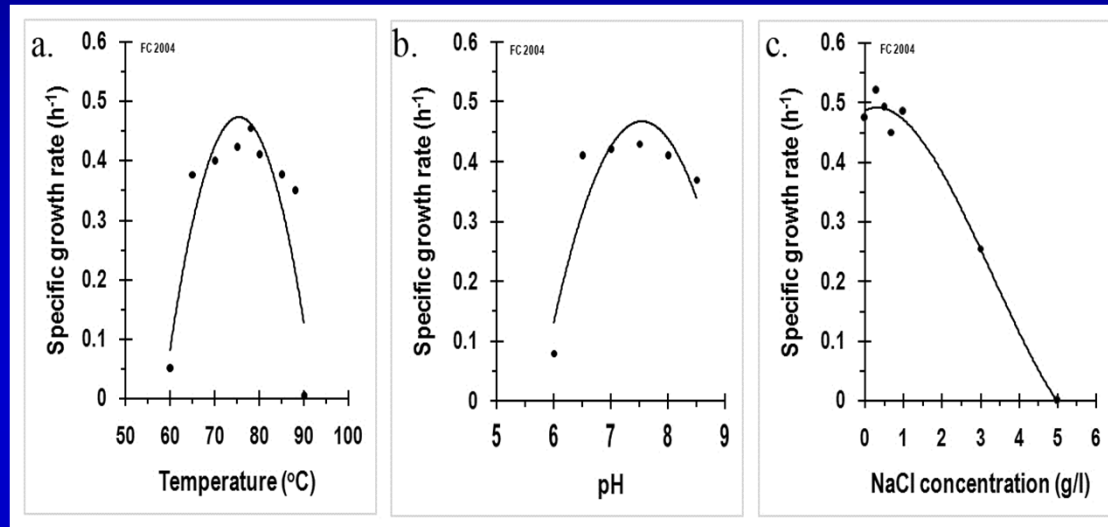 a.
FC 2004
Specific growth rate (h⁻¹)
0.6
0.5
0.4
0.3
0.2
0.1
0
50 60 70 80 90 100
Temperature (°C)
b.
FC 2004
Specific growth rate (h⁻¹)
0.6
0.5
0.4
0.3
0.2
0.1
0
5 6 7 8 9
pH
c.
FC 2004
Specific growth rate (h⁻¹)
0.6
0.5
0.4
0.3
0.2
0.1
0
0 1 2 3 4 5 6
NaCl concentration (g/l)